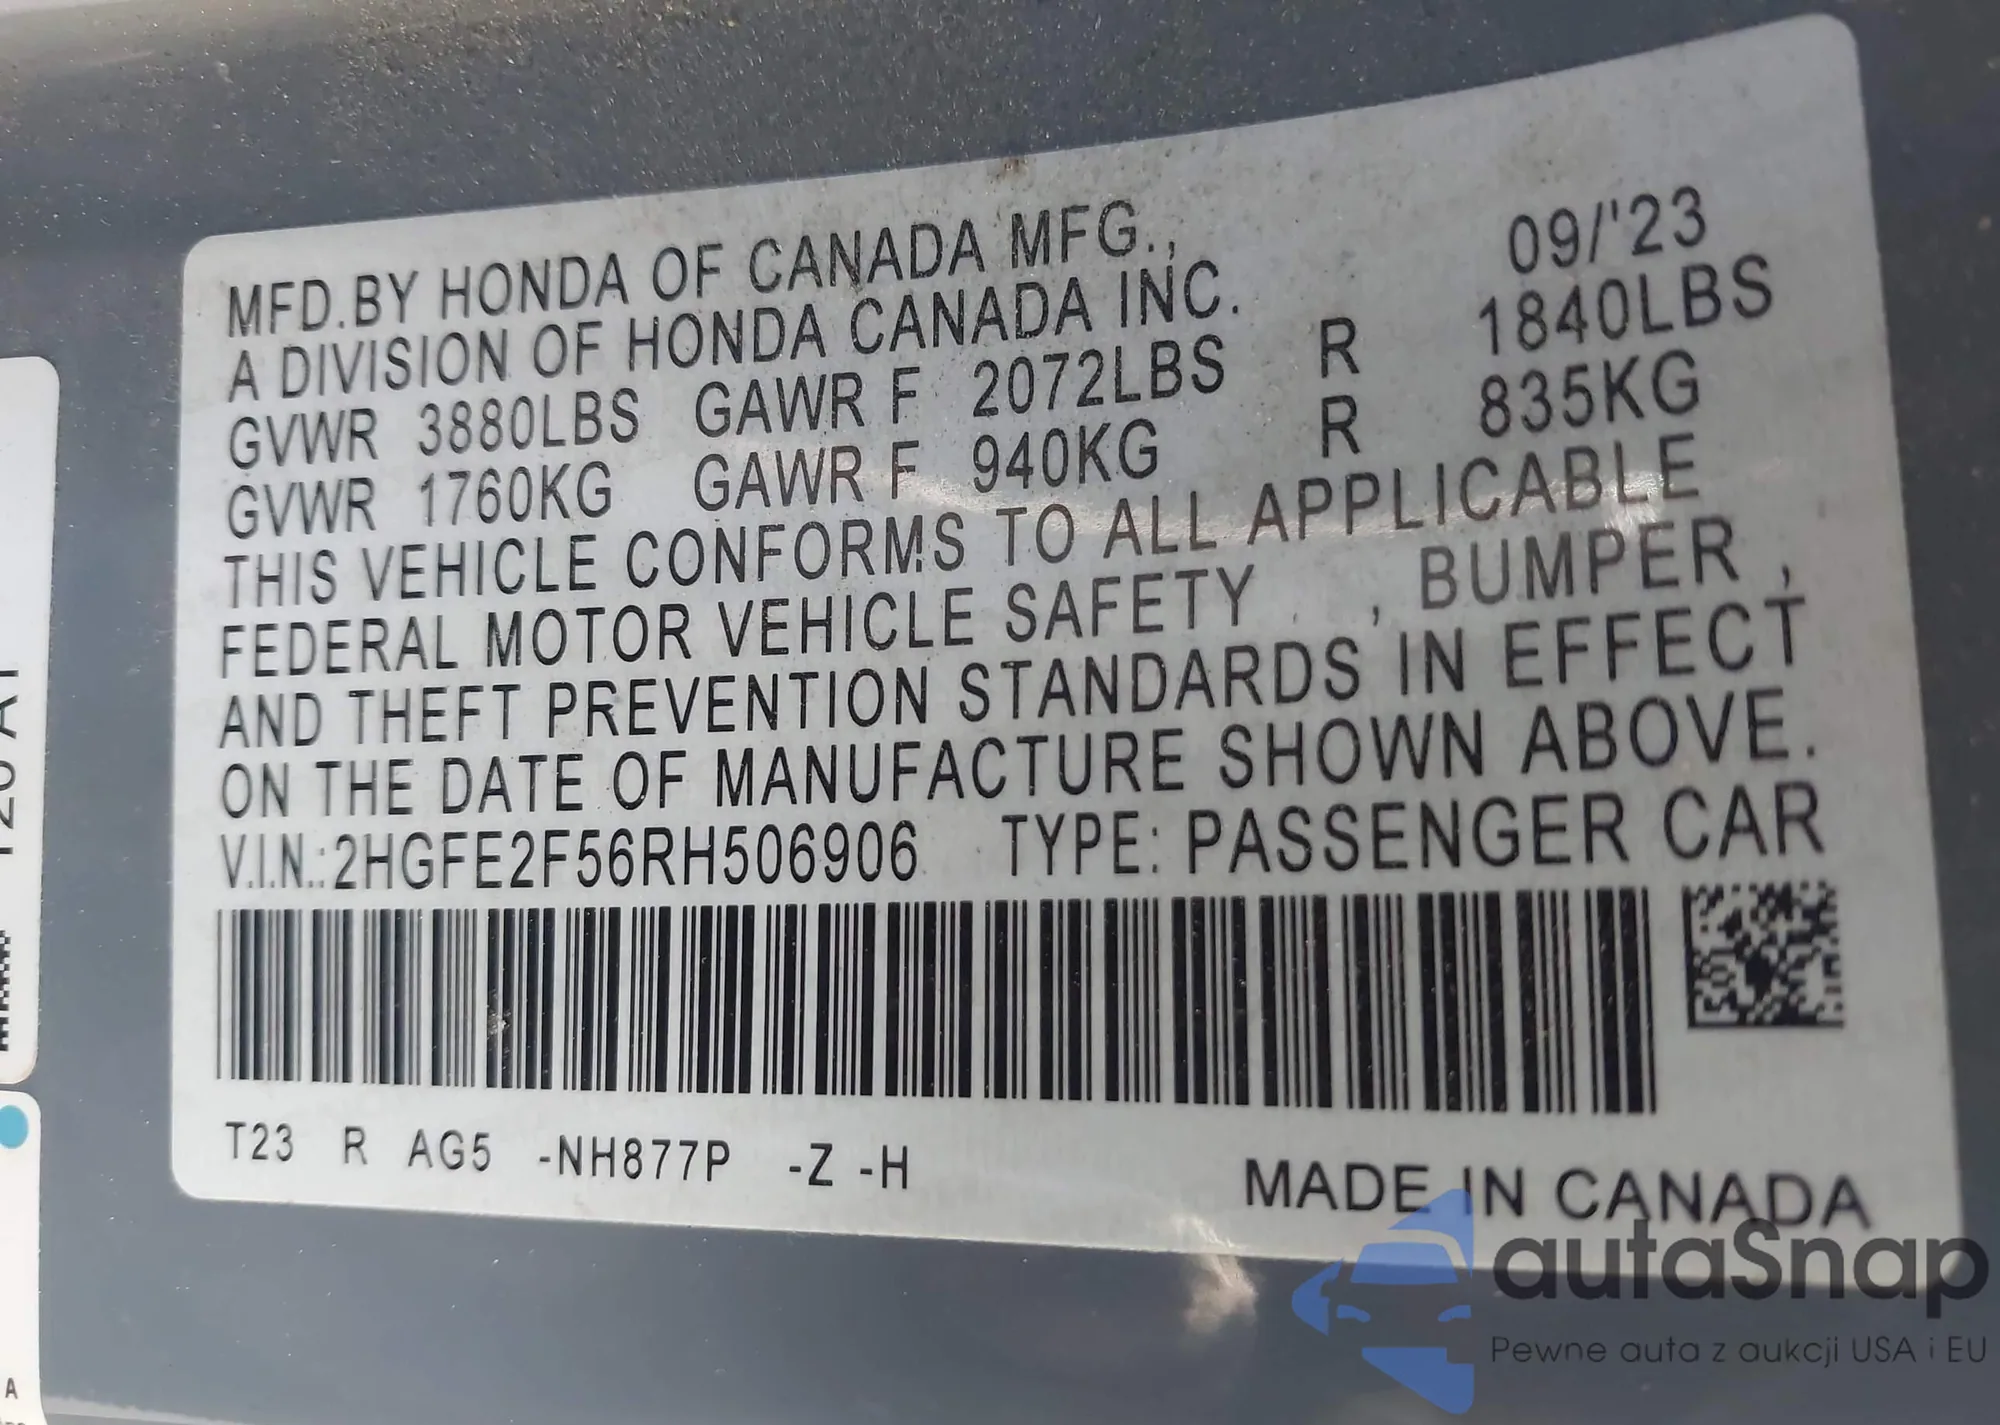 MFD.BY HONDA OF CANADA MFG., 09/'23
A DIVISION OF HONDA CANADA INC.
GVWR 3880LBS GAWR F 2072LBS R 1840LBS
GVWR 1760KG GAWR F 940KG R 835KG
THIS VEHICLE CONFORMS TO ALL APPLICABLE
FEDERAL MOTOR VEHICLE SAFETY , BUMPER,
AND THEFT PREVENTION STANDARDS IN EFFECT
ON THE DATE OF MANUFACTURE SHOWN ABOVE.
V.I.N.:2HGFE2F56RH506906 TYPE: PASSENGER CAR
T23 R AG5 -NH877P -Z -H
MADE IN CANADA
autaSnap
Pewne auta z aukcji USA i EU
A